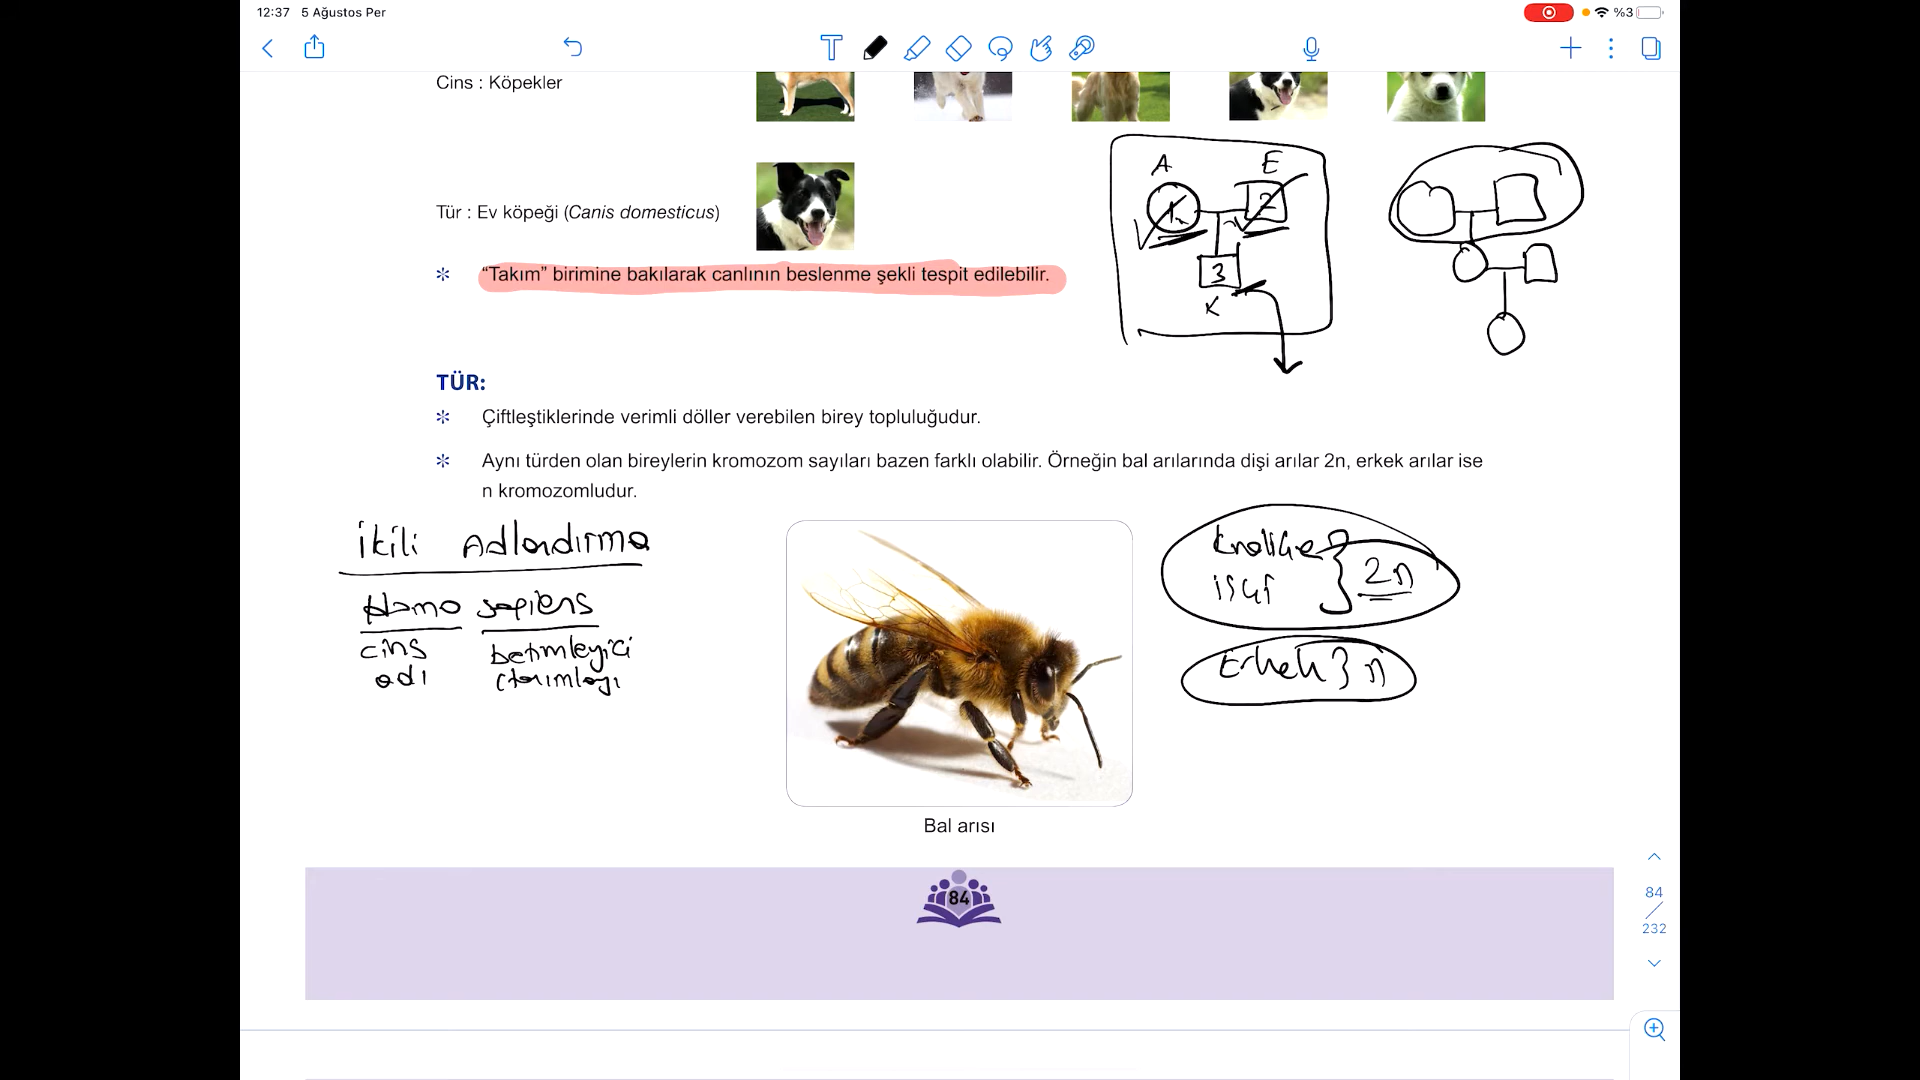 12:37 5 Ağustos Per
%3
Cins : Köpekler
A E
1 2
Tür : Ev köpeği (Canis domesticus)
3
K
* “Takım” birimine bakılarak canlının beslenme şekli tespit edilebilir.
TÜR:
* Çiftleştiklerinde verimli döller verebilen birey topluluğudur.
* Aynı türden olan bireylerin kromozom sayıları bazen farklı olabilir. Örneğin bal arılarında dişi arılar 2n, erkek arılar ise
n kromozomludur.
ikili Adlandırma
Homo sapiens
cins betimleyici
adı
kraliçe
işçi } 2n
Erkek } n
Bal arısı
84
84
232